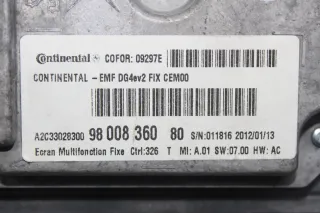 Continental COFOR: 09297E
CONTINENTAL - EMF DG4ev2 FIX CEM00
A2C33028300 98 008 360 80 S/N:011816 2012/01/13
Ecran Multifonction Fixe Ctrl:326 T MI: A.01 SW:07.00 HW: AC